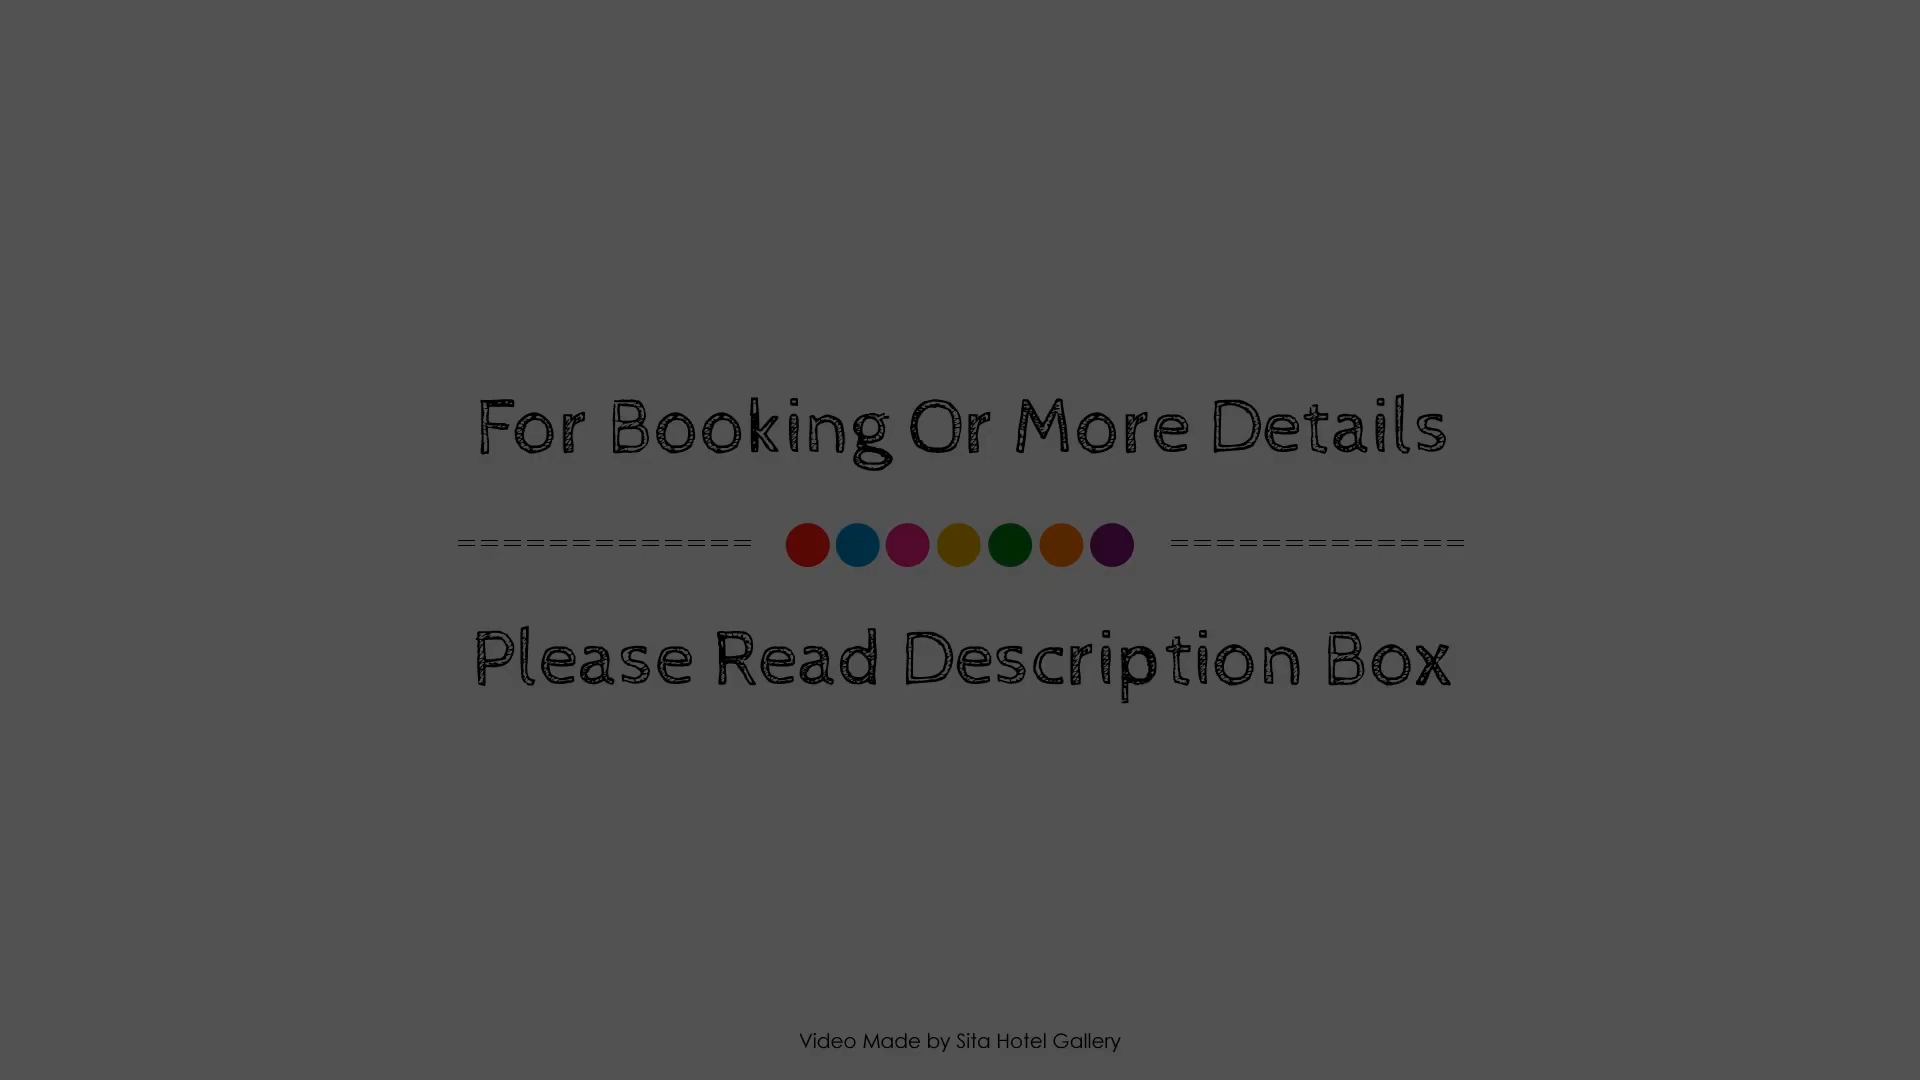 For Booking Or More Details
============= =============
Please Read Description Box
Video Made by Sita Hotel Gallery